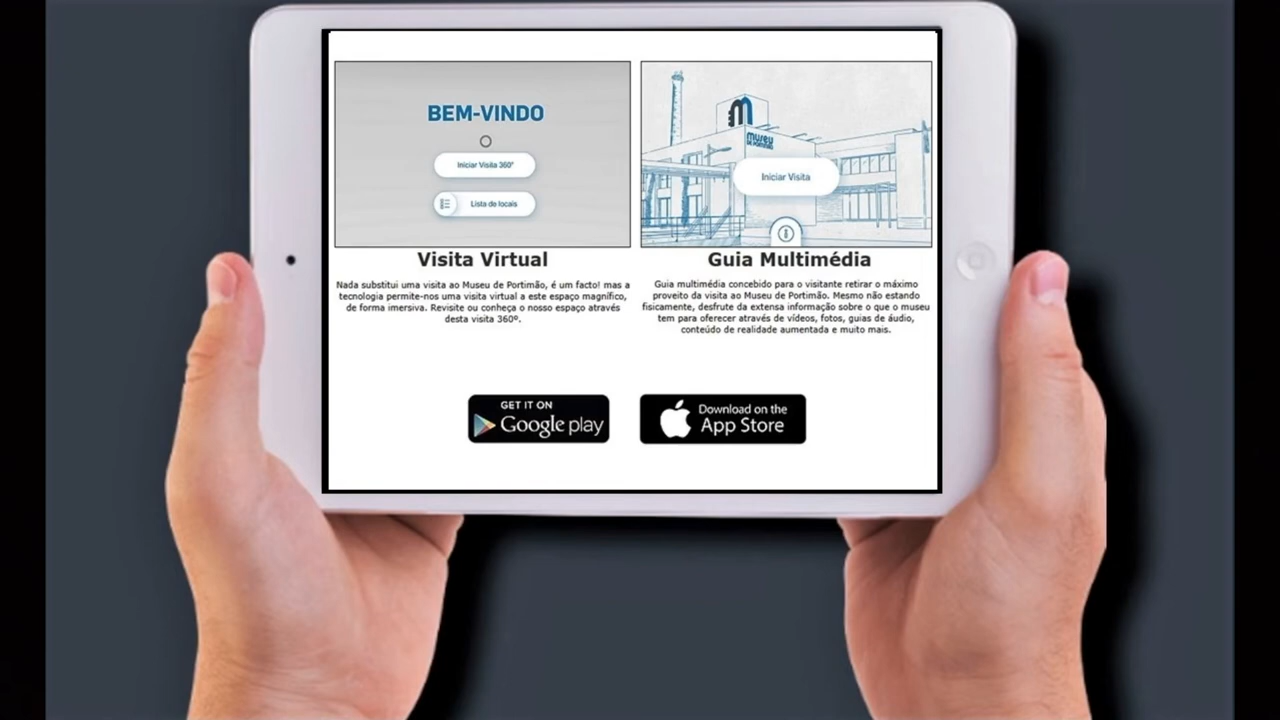 BEM-VINDO
Iniciar Visita 360°
Lista de locais
museu
DE PORTIMÃO
Iniciar Visita
Visita Virtual
Nada substitui uma visita ao Museu de Portimão, é um facto! mas a
tecnologia permite-nos uma visita virtual a este espaço magnífico,
de forma imersiva. Revisite ou conheça o nosso espaço através
desta visita 360º.
Guia Multimédia
Guia multimédia concebido para o visitante retirar o máximo
proveito da visita ao Museu de Portimão. Mesmo não estando
fisicamente, desfrute da extensa informação sobre o que o museu
tem para oferecer através de vídeos, fotos, guias de áudio,
conteúdo de realidade aumentada e muito mais.
GET IT ON
Google play
Download on the
App Store